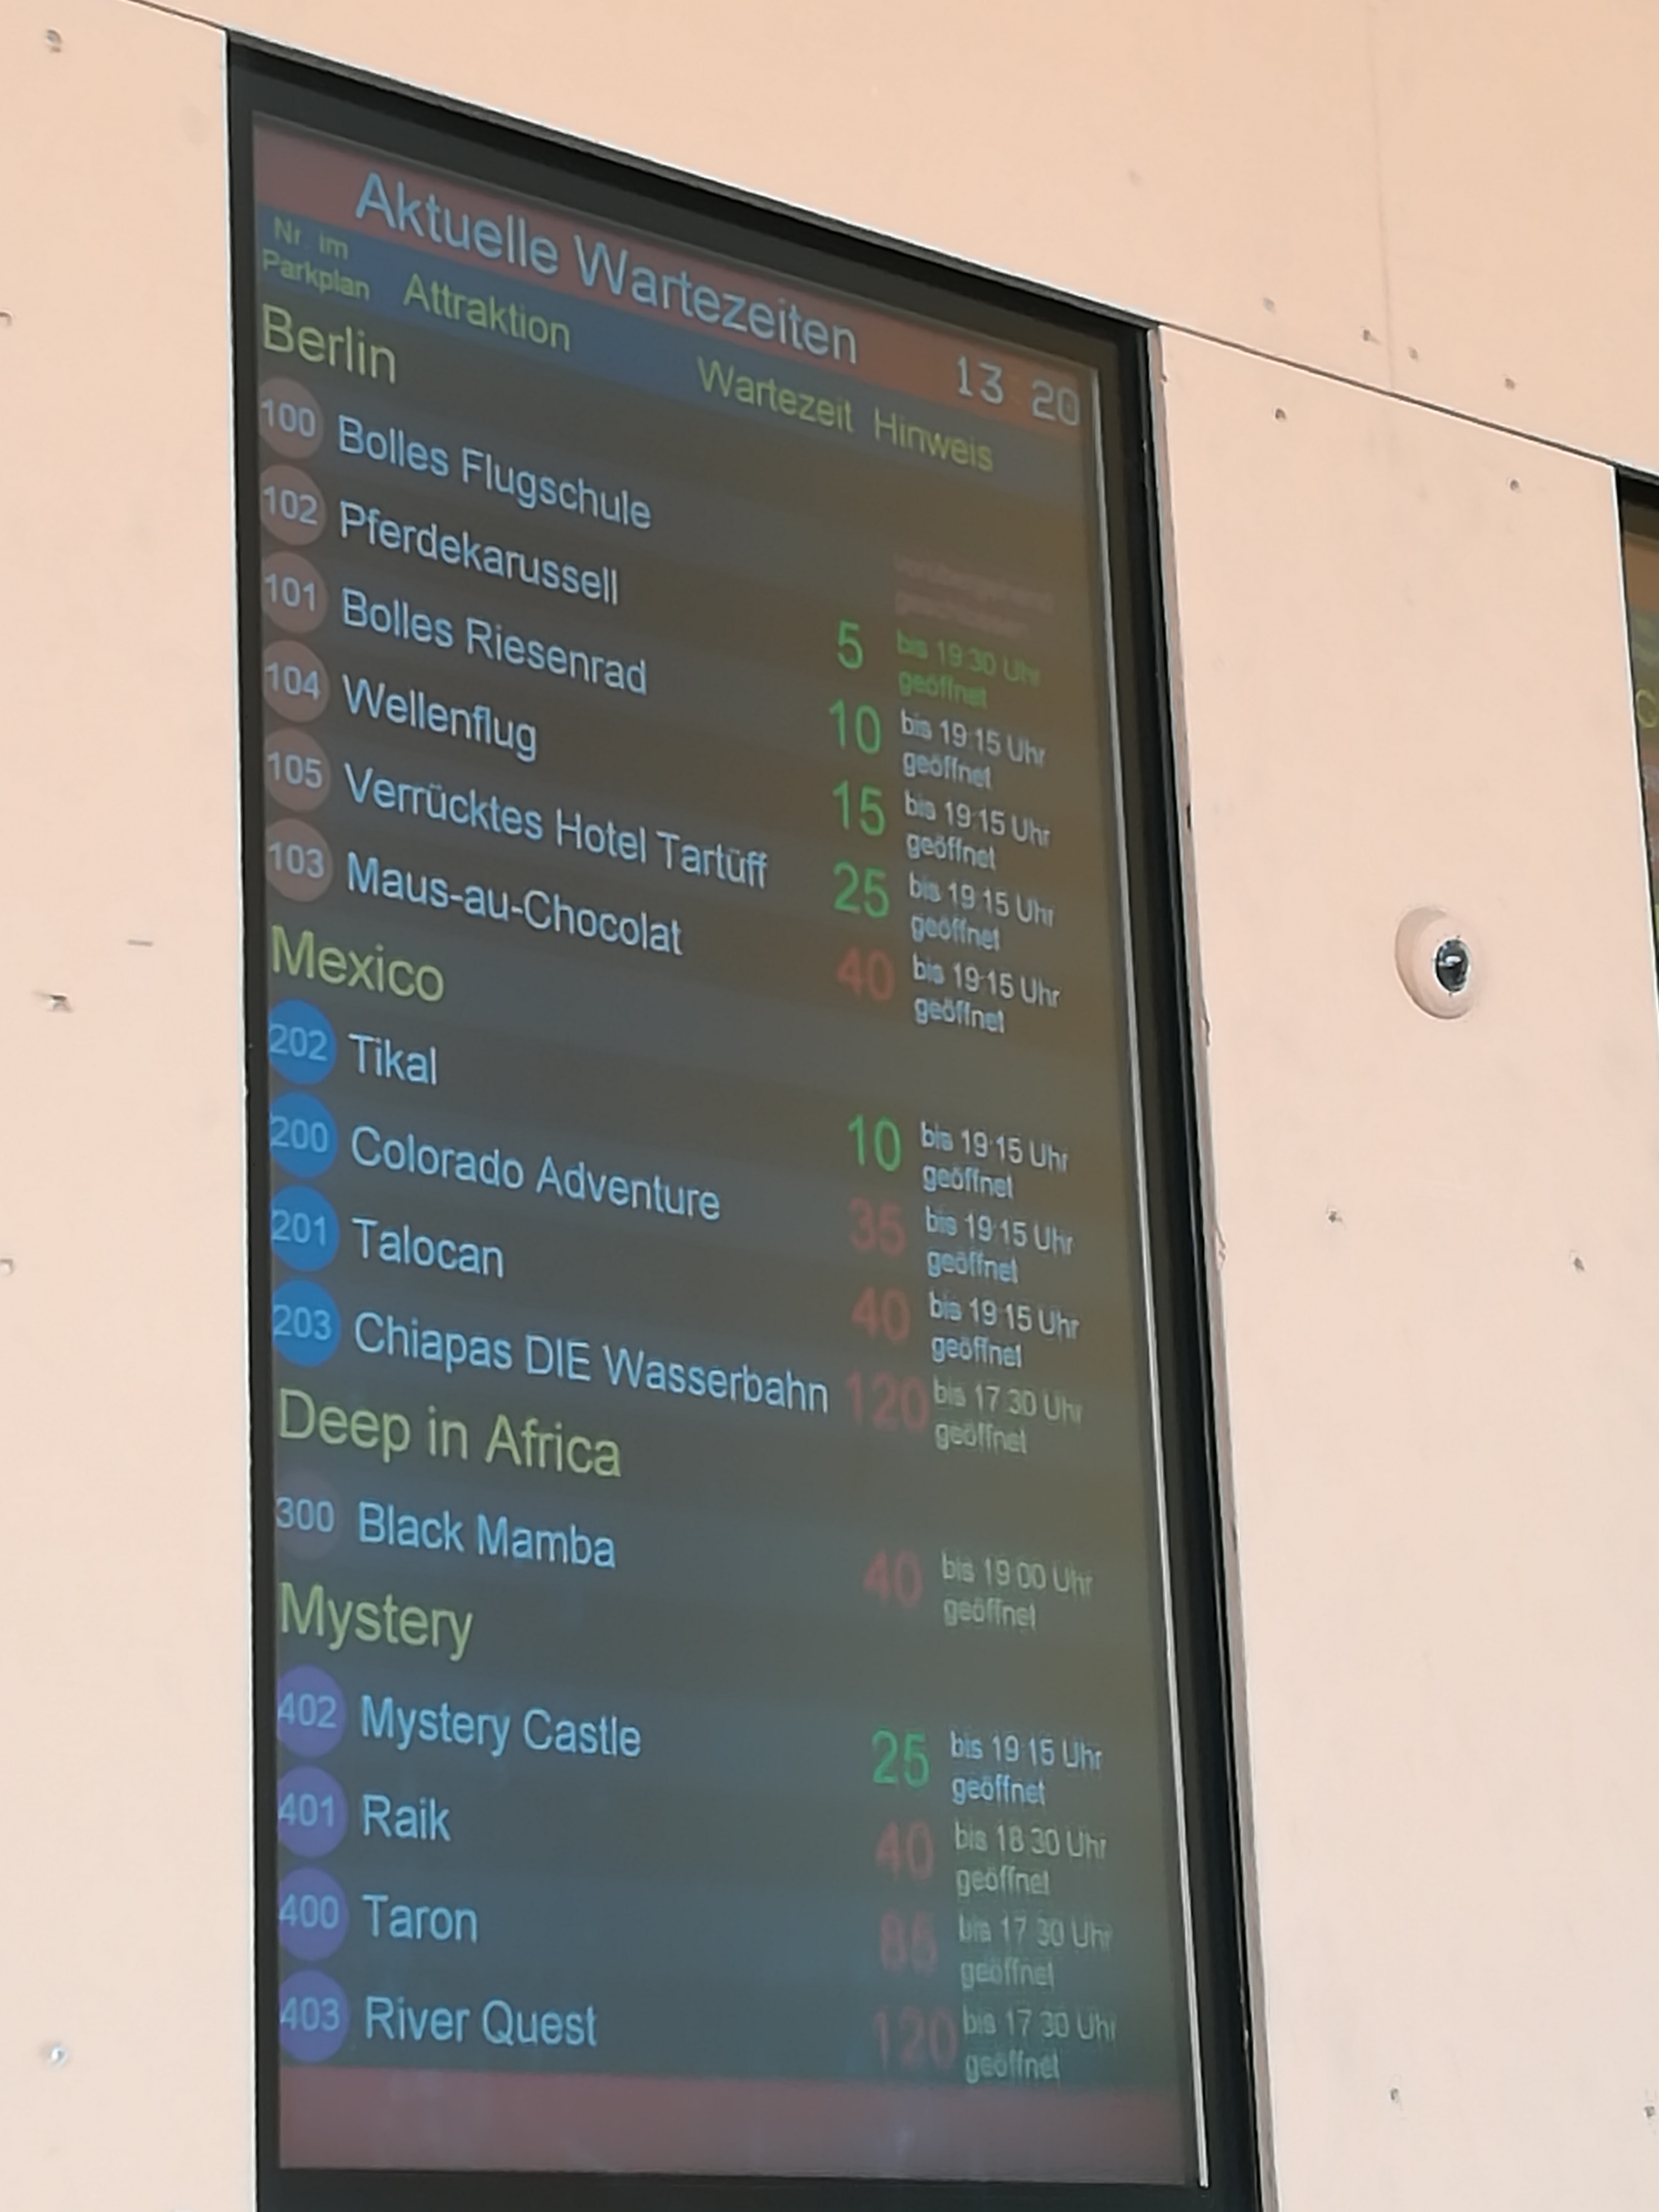 Aktuelle Wartezeiten 13:20
Nr. im
Parkplan Attraktion Wartezeit Hinweis
Berlin
100 Bolles Flugschule vorübergehend
geschlossen
102 Pferdekarussell 5 bis 19:30 Uhr
geöffnet
101 Bolles Riesenrad 10 bis 19:15 Uhr
geöffnet
104 Wellenflug 15 bis 19:15 Uhr
geöffnet
105 Verrücktes Hotel Tartüff 25 bis 19:15 Uhr
geöffnet
103 Maus-au-Chocolat 40 bis 19:15 Uhr
geöffnet
Mexico
202 Tikal 10 bis 19:15 Uhr
geöffnet
200 Colorado Adventure 35 bis 19:15 Uhr
geöffnet
201 Talocan 40 bis 19:15 Uhr
geöffnet
203 Chiapas DIE Wasserbahn 120 bis 17:30 Uhr
geöffnet
Deep in Africa
300 Black Mamba 40 bis 19:00 Uhr
geöffnet
Mystery
402 Mystery Castle 25 bis 19:15 Uhr
geöffnet
401 Raik 40 bis 18:30 Uhr
geöffnet
400 Taron 85 bis 17:30 Uhr
geöffnet
403 River Quest 120 bis 17:30 Uhr
geöffnet